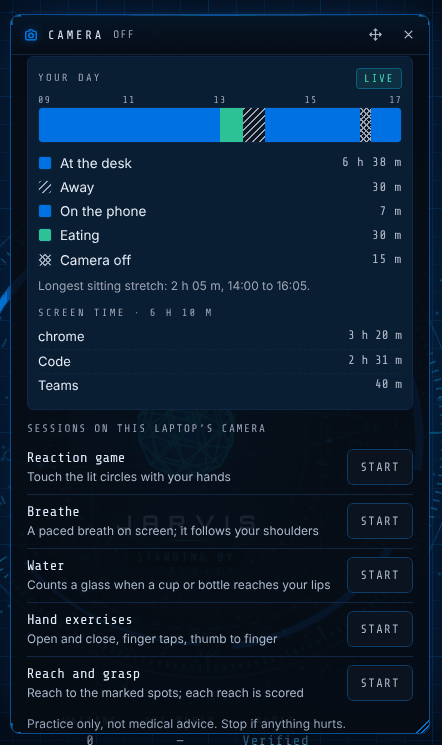 CAMERA OFF
YOUR DAY
LIVE
09 11 13 15 17
At the desk 6 h 38 m
Away 30 m
On the phone 7 m
Eating 30 m
Camera off 15 m
Longest sitting stretch: 2 h 05 m, 14:00 to 16:05.
SCREEN TIME · 6 H 10 M
chrome 3 h 20 m
Code 2 h 31 m
Teams 40 m
SESSIONS ON THIS LAPTOP'S CAMERA
Reaction game
Touch the lit circles with your hands
START
Breathe
A paced breath on screen; it follows your shoulders
START
JARVIS
STANDING BY
Water
Counts a glass when a cup or bottle reaches your lips
START
Hand exercises
Open and close, finger taps, thumb to finger
START
Reach and grasp
Reach to the marked spots; each reach is scored
START
Practice only, not medical advice. Stop if anything hurts.
0 — Verified